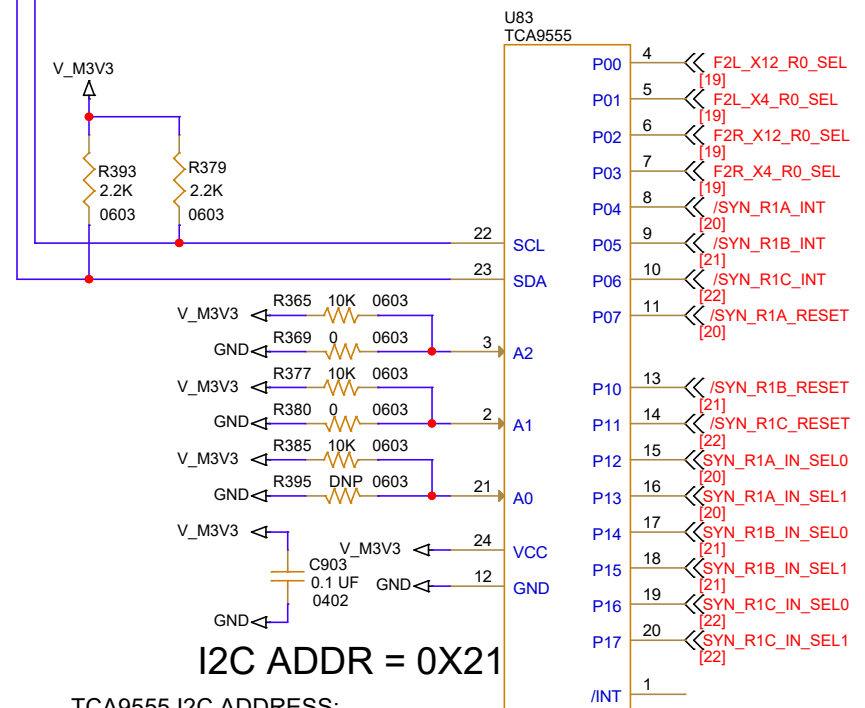 U83
TCA9555
V_M3V3
R393
2.2K
0603
R379
2.2K
0603
22 SCL
23 SDA
V_M3V3 R365 10K 0603
GND R369 0 0603
3 A2
V_M3V3 R377 10K 0603
GND R380 0 0603
2 A1
V_M3V3 R385 10K 0603
GND R395 DNP 0603
21 A0
V_M3V3
C903
0.1 UF
0402
GND
V_M3V3 24 VCC
GND 12 GND
P00 4 F2L_X12_R0_SEL
[19]
P01 5 F2L_X4_R0_SEL
[19]
P02 6 F2R_X12_R0_SEL
[19]
P03 7 F2R_X4_R0_SEL
[19]
P04 8 /SYN_R1A_INT
[20]
P05 9 /SYN_R1B_INT
[21]
P06 10 /SYN_R1C_INT
[22]
P07 11 /SYN_R1A_RESET
[20]
P10 13 /SYN_R1B_RESET
[21]
P11 14 /SYN_R1C_RESET
[22]
P12 15 SYN_R1A_IN_SEL0
[20]
P13 16 SYN_R1A_IN_SEL1
[20]
P14 17 SYN_R1B_IN_SEL0
[21]
P15 18 SYN_R1B_IN_SEL1
[21]
P16 19 SYN_R1C_IN_SEL0
[22]
P17 20 SYN_R1C_IN_SEL1
[22]
/INT 1
I2C ADDR = 0X21
TCA9555 I2C ADDRESS: